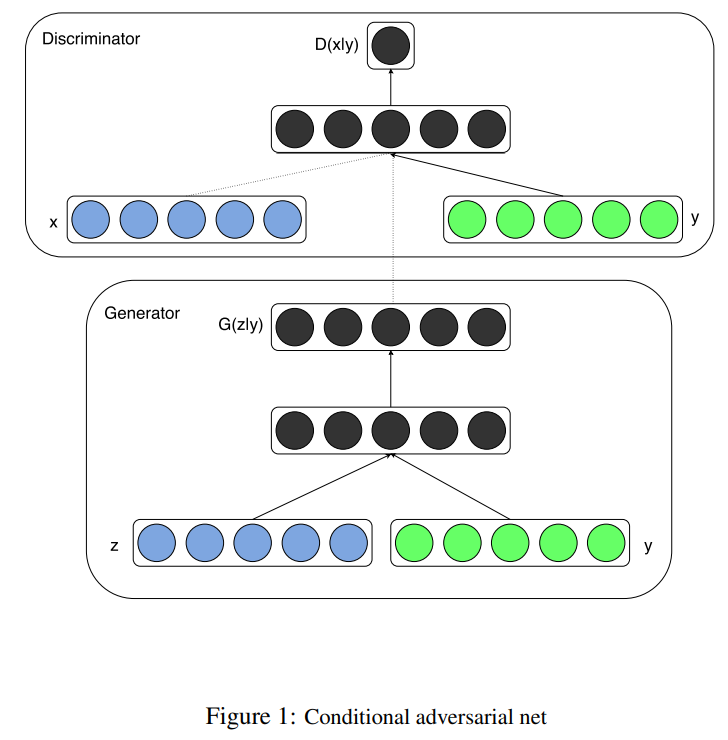 Discriminator
D(x|y)
x
y
Generator
G(z|y)
z
y
Figure 1: Conditional adversarial net